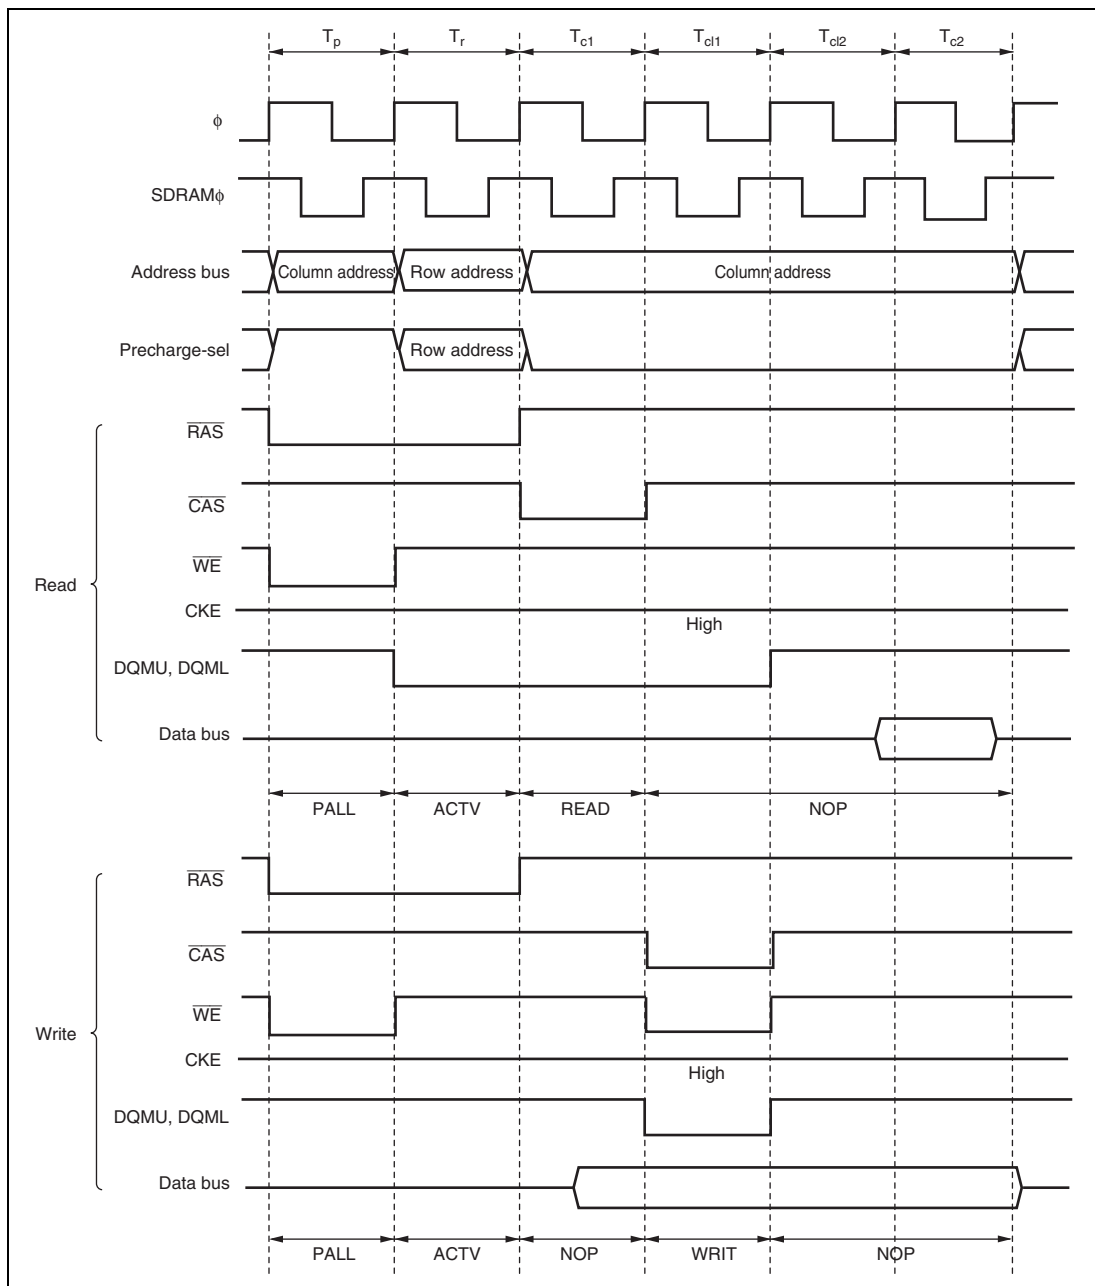 Tp Tr Tc1 Tcl1 Tcl2 Tc2
ϕ
SDRAMϕ
Address bus Column address Row address Column address
Precharge-sel Row address
Read
RAS
CAS
WE
CKE High
DQMU, DQML
Data bus
PALL ACTV READ NOP
Write
RAS
CAS
WE
CKE High
DQMU, DQML
Data bus
PALL ACTV NOP WRIT NOP